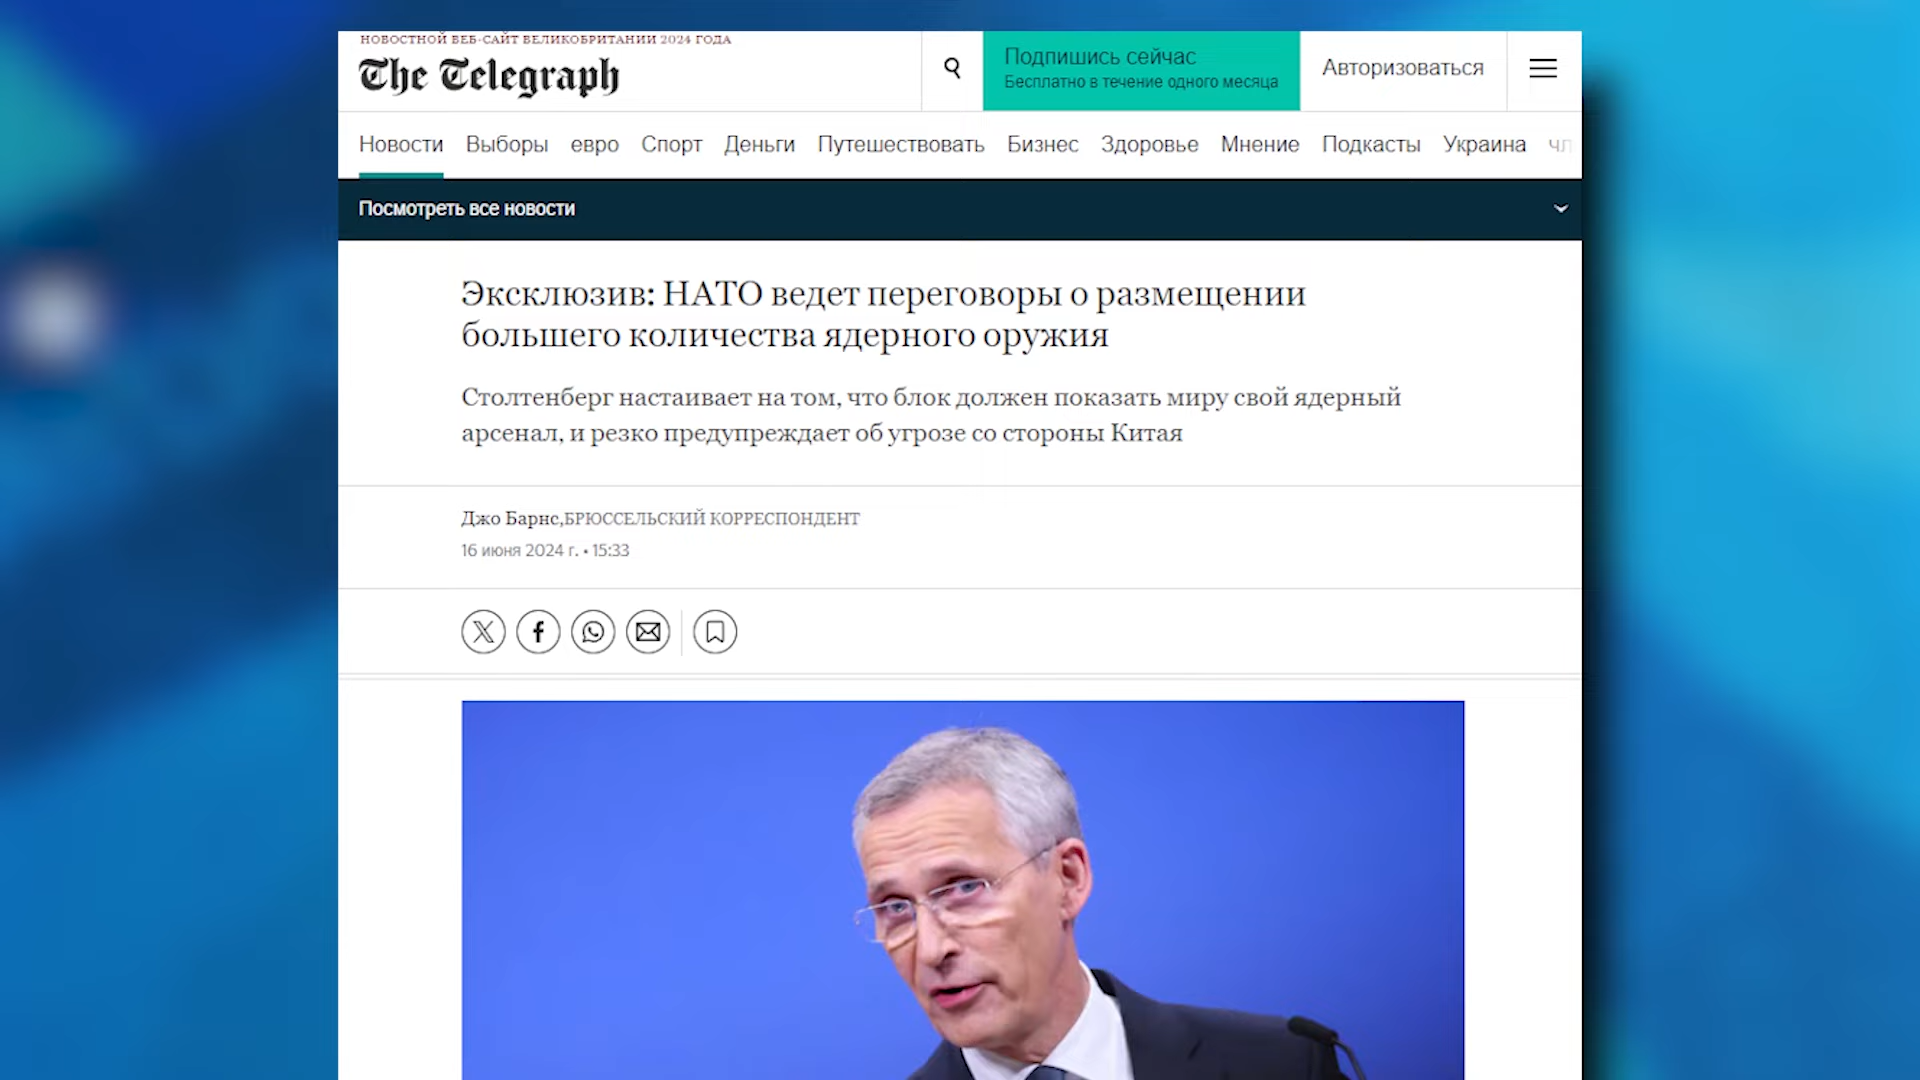 НОВОСТНОЙ ВЕБ-САЙТ ВЕЛИКОБРИТАНИИ 2024 ГОДА
The Telegraph
Подпишись сейчас
Бесплатно в течение одного месяца
Авторизоваться
Новости Выборы евро Спорт Деньги Путешествовать Бизнес Здоровье Мнение Подкасты Украина
Посмотреть все новости
Эксклюзив: НАТО ведет переговоры о размещении
большего количества ядерного оружия
Столтенберг настаивает на том, что блок должен показать миру свой ядерный
арсенал, и резко предупреждает об угрозе со стороны Китая
Джо Барнс,БРЮССЕЛЬСКИЙ КОРРЕСПОНДЕНТ
16 июня 2024 г. • 15:33